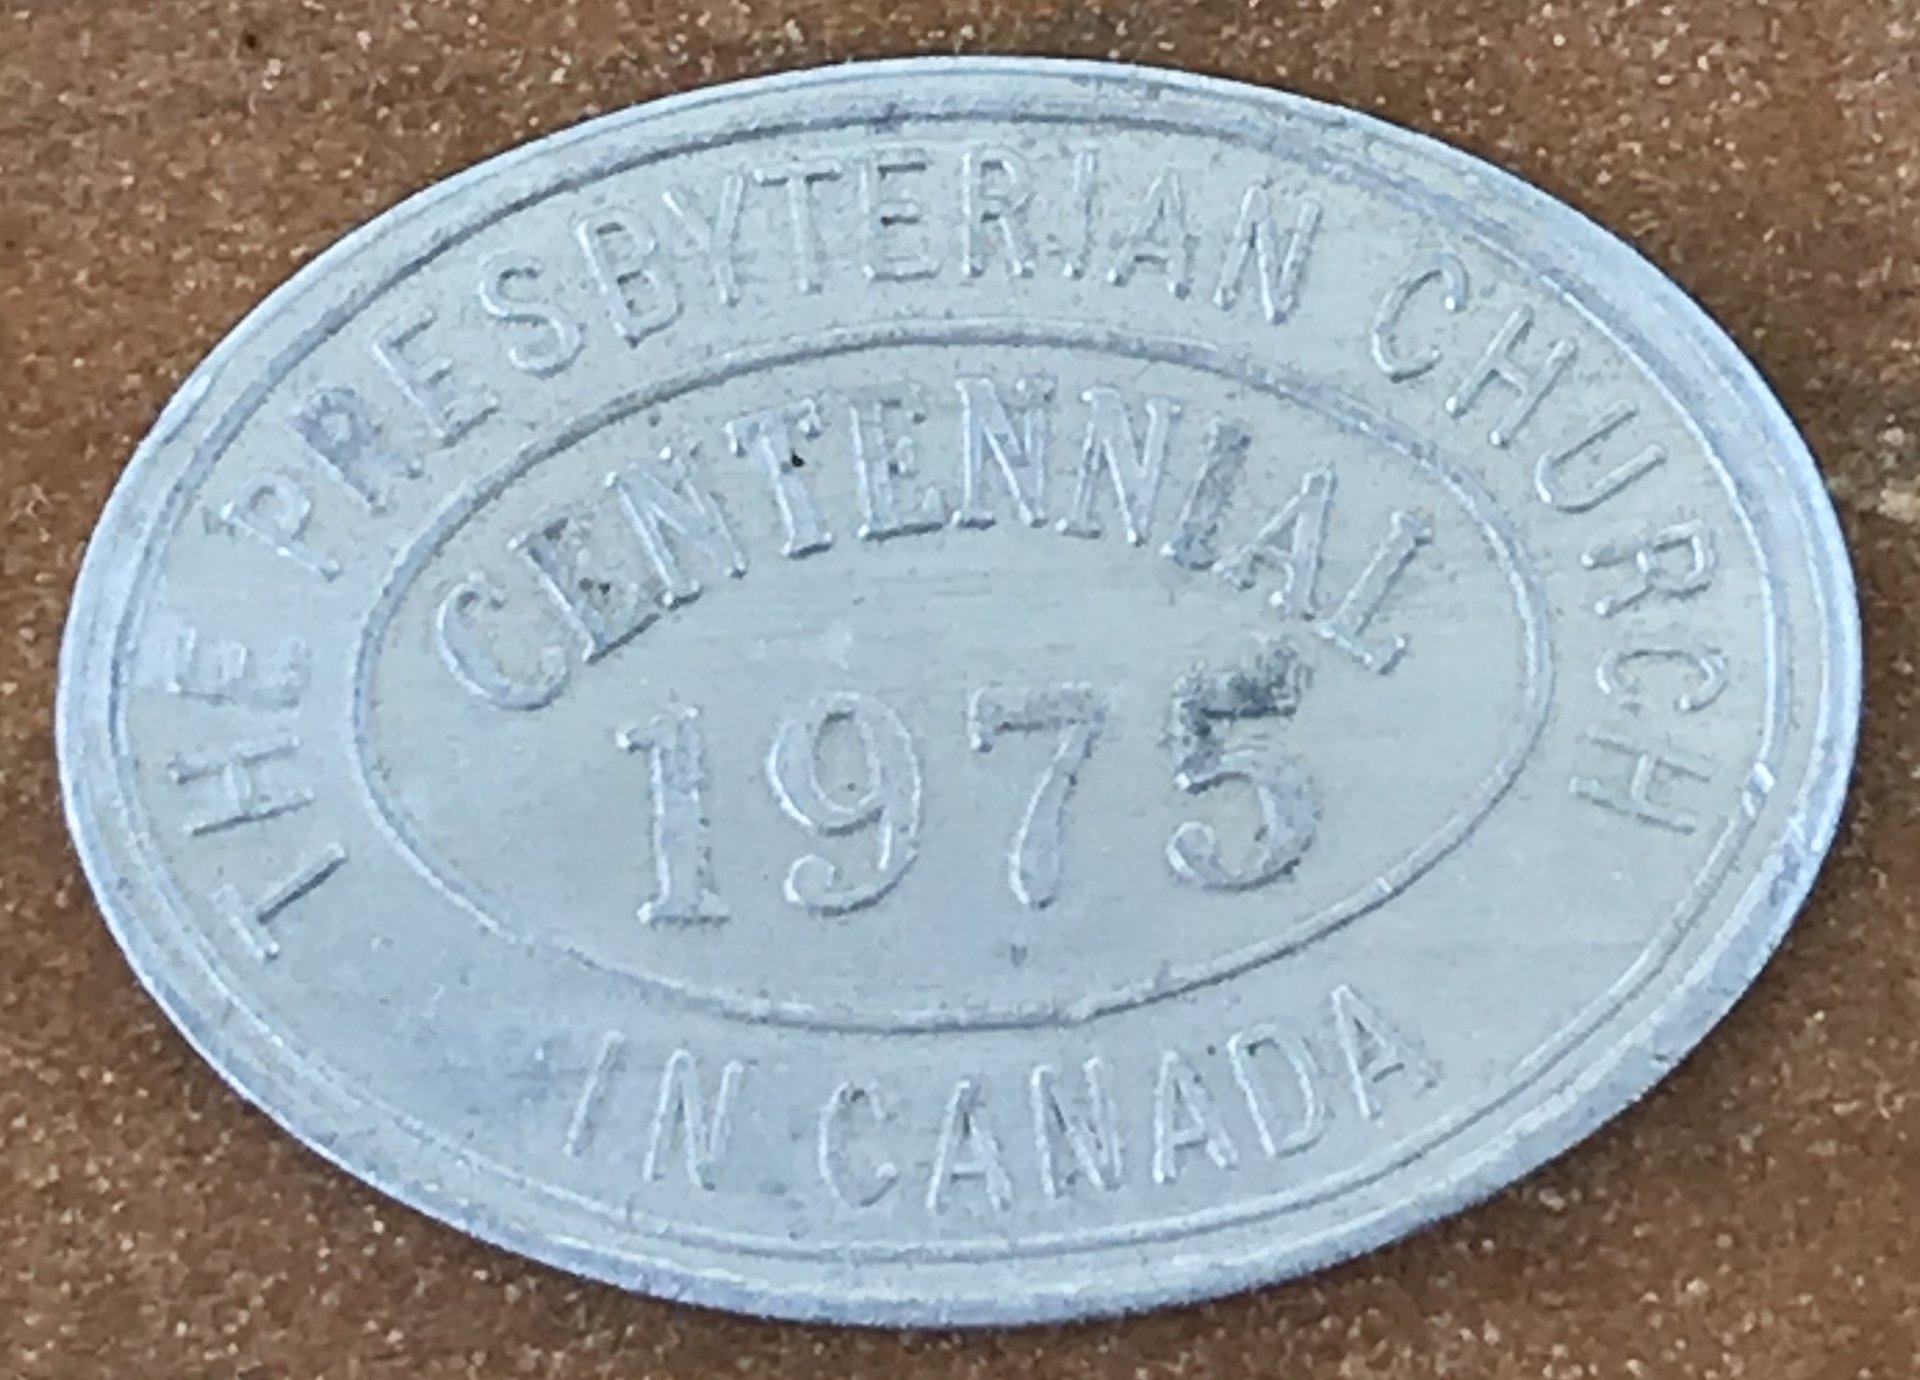 THE PRESBYTERIAN CHURCH
CENTENNIAL
1975
IN CANADA